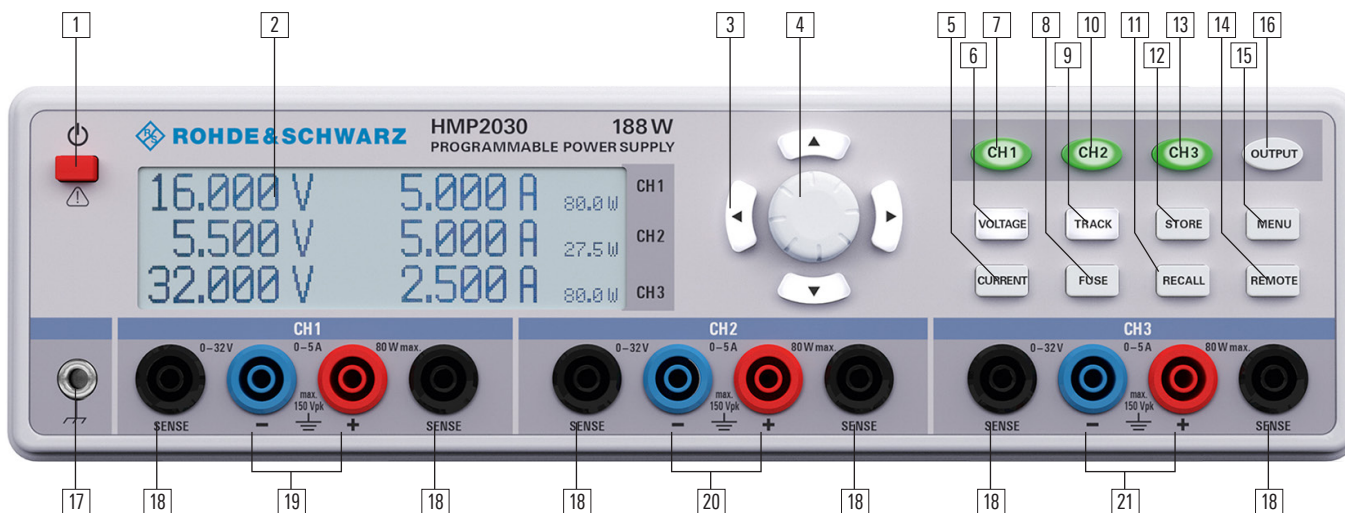 1 2 3 4 5 7 8 10 11 13 14 16
6 9 12 15
R S ROHDE&SCHWARZ HMP2030 188 W
PROGRAMMABLE POWER SUPPLY
16.000 V 5.000 A 80.0 W CH1
5.500 V 5.000 A 27.5 W CH2
32.000 V 2.500 A 80.0 W CH3
CH1 CH2 CH3 OUTPUT
VOLTAGE TRACK STORE MENU
CURRENT FUSE RECALL REMOTE
CH1 CH2 CH3
0–32 V 0–5 A 80 W max. 0–32 V 0–5 A 80 W max. 0–32 V 0–5 A 80 W max.
max. 150 Vpk max. 150 Vpk max. 150 Vpk
SENSE − + SENSE SENSE − + SENSE SENSE − + SENSE
17 18 19 18 18 20 18 18 21 18